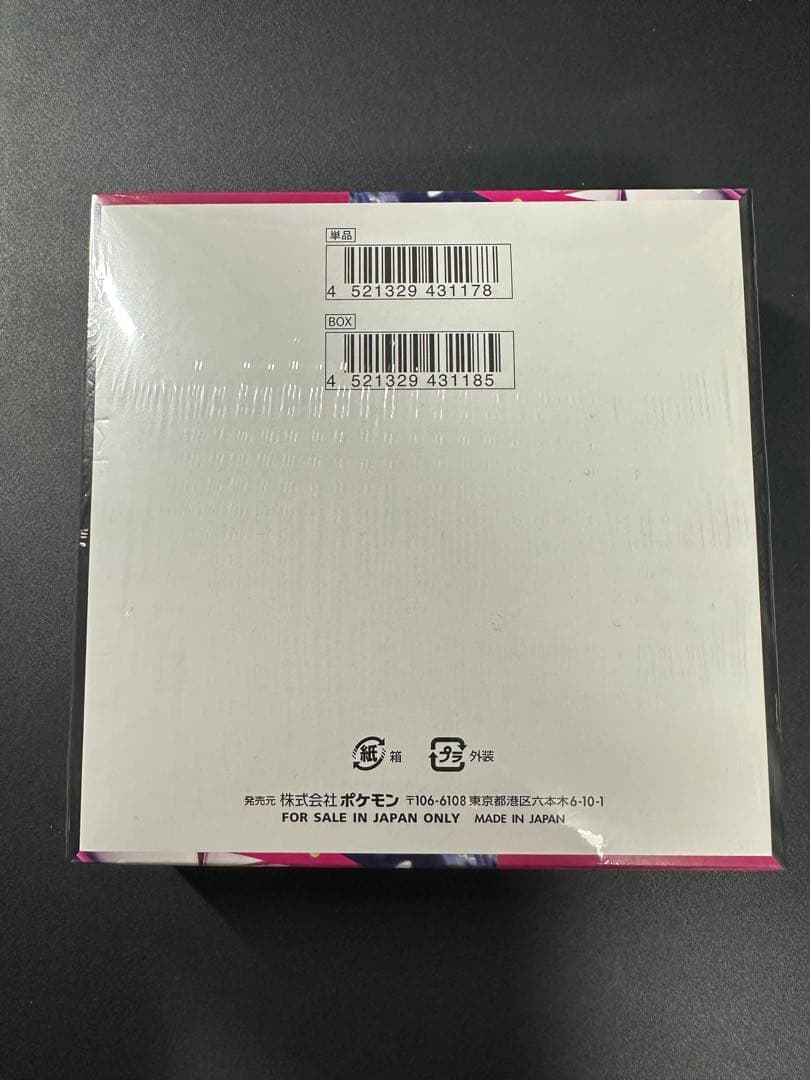 単品
4 521329 431178
BOX
4 521329 431185
紙 箱 プラ 外装
発売元 株式会社ポケモン 〒106-6108 東京都港区六本木6-10-1
FOR SALE IN JAPAN ONLY MADE IN JAPAN